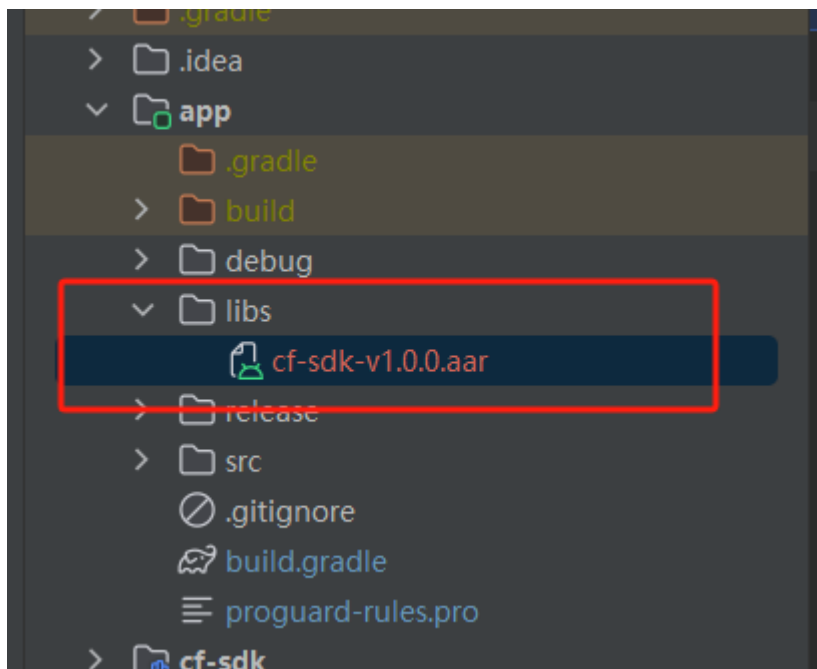 .gradle
.idea
app
.gradle
build
debug
libs
cf-sdk-v1.0.0.aar
release
src
.gitignore
build.gradle
proguard-rules.pro
cf-sdk